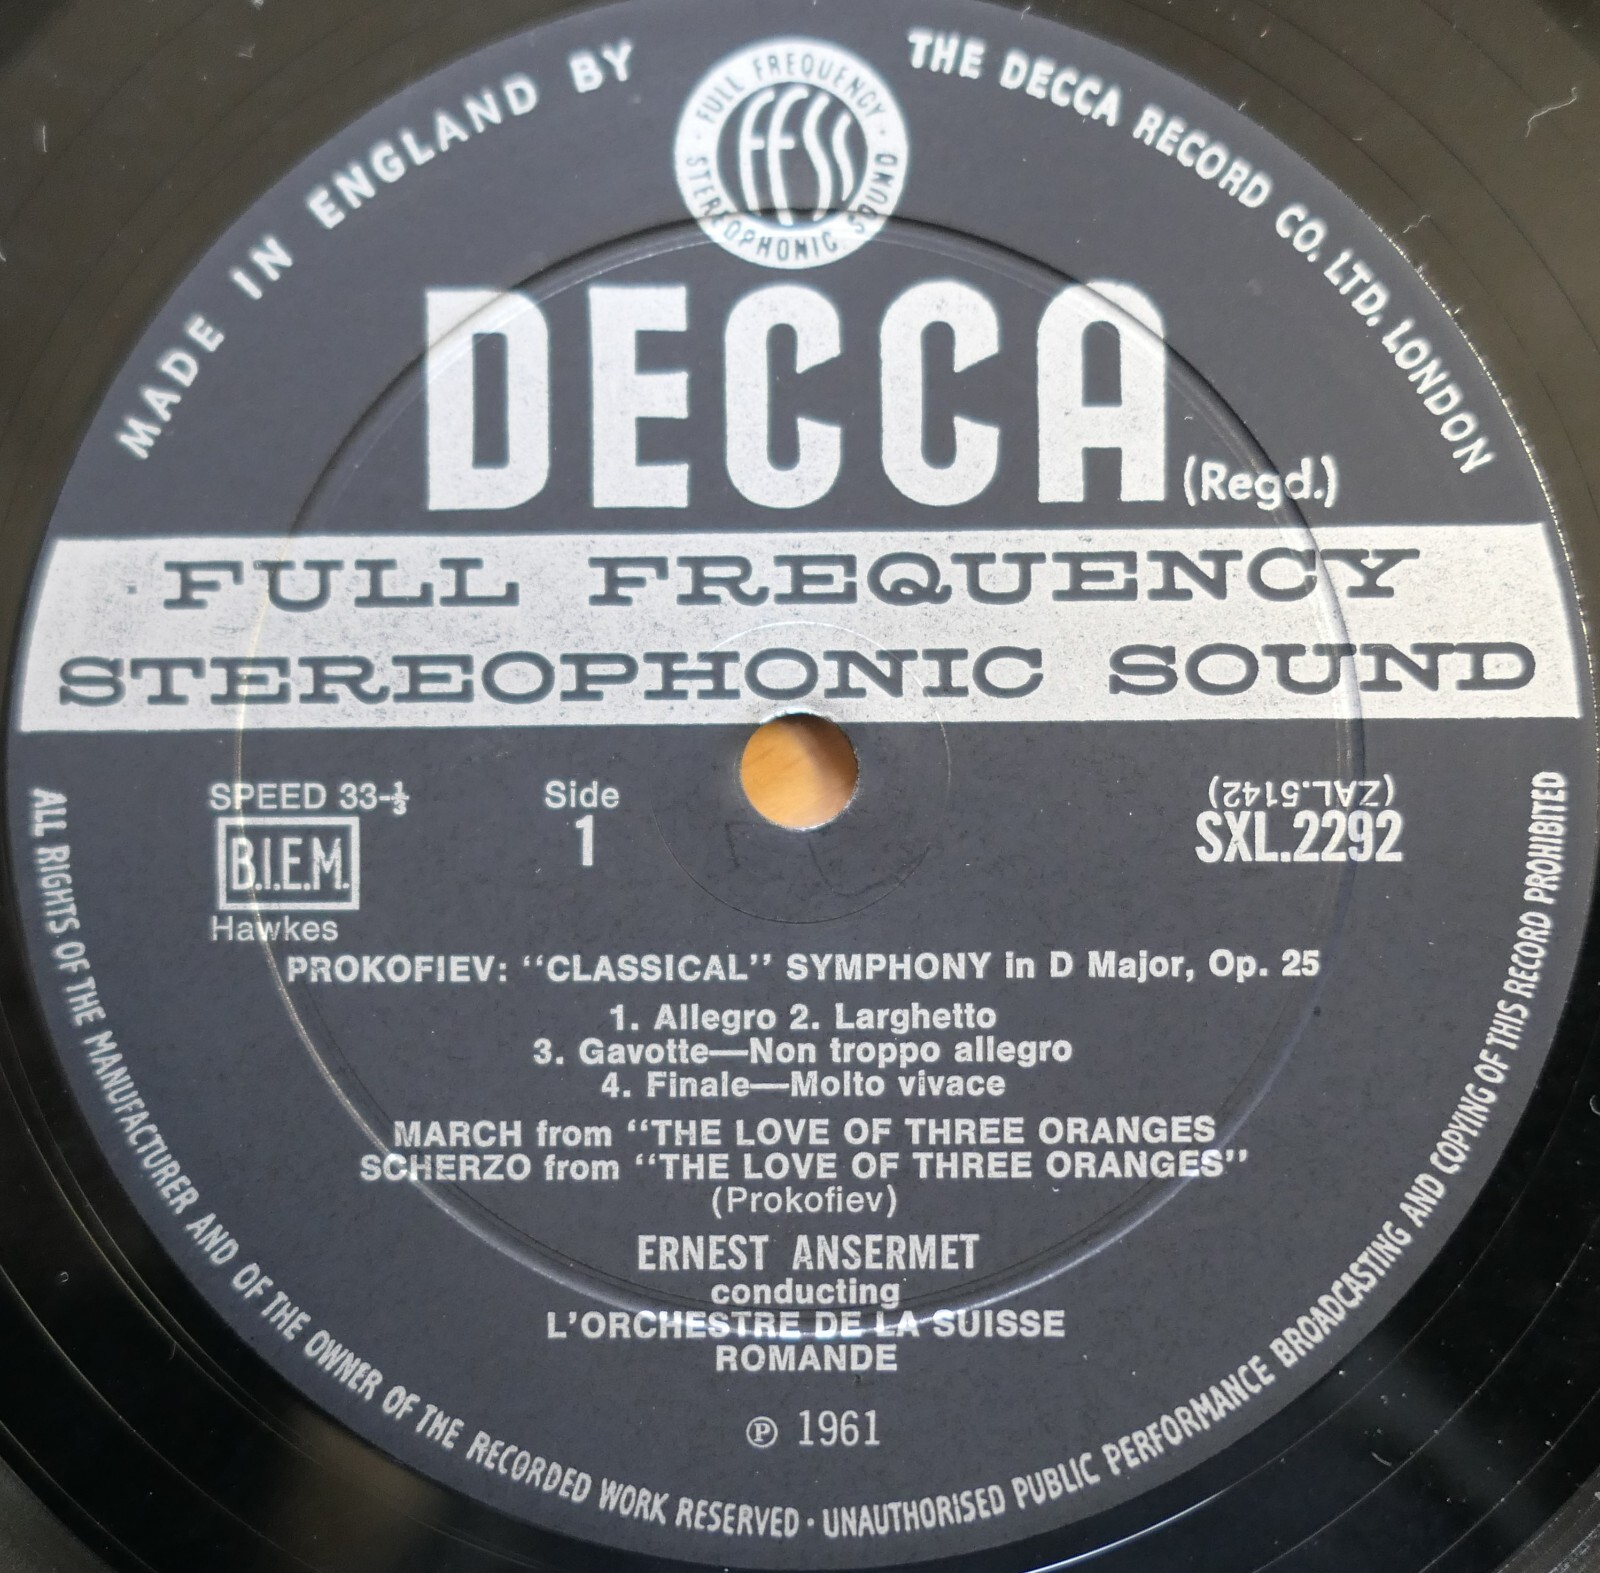 MADE IN ENGLAND BY
THE DECCA RECORD CO. LTD. LONDON
· FULL FREQUENCY ·
FFSS
STEREOPHONIC SOUND
DECCA (Regd.)
FULL FREQUENCY
STEREOPHONIC SOUND
SPEED 33-⅓
Side
1
(ZAL.5142)
SXL.2292
B.I.E.M.
Hawkes
PROKOFIEV: “CLASSICAL” SYMPHONY in D Major, Op. 25
1. Allegro 2. Larghetto
3. Gavotte—Non troppo allegro
4. Finale—Molto vivace
MARCH from “THE LOVE OF THREE ORANGES
SCHERZO from “THE LOVE OF THREE ORANGES”
(Prokofiev)
ERNEST ANSERMET
conducting
L’ORCHESTRE DE LA SUISSE
ROMANDE
℗ 1961
ALL RIGHTS OF THE MANUFACTURER AND OF THE OWNER OF THE RECORDED WORK RESERVED · UNAUTHORISED PUBLIC PERFORMANCE BROADCASTING AND COPYING OF THIS RECORD PROHIBITED